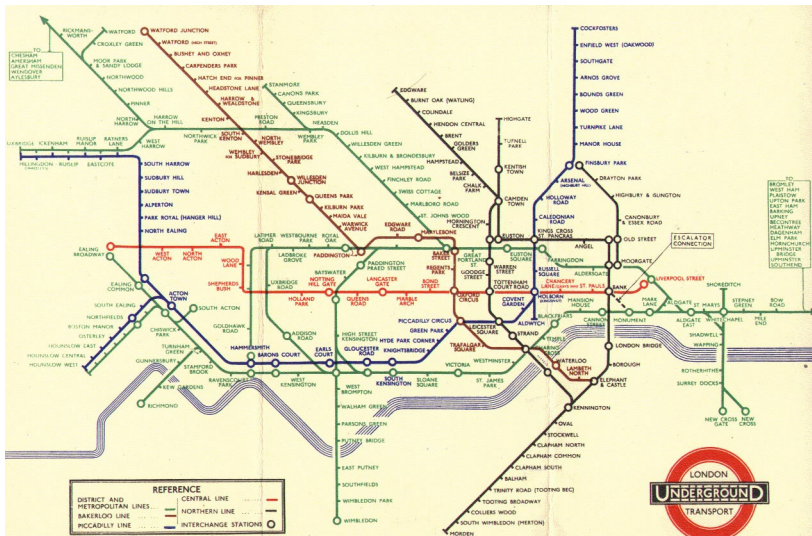 RICKMANS-
WORTH
WATFORD
CROXLEY GREEN
WATFORD JUNCTION
WATFORD (HIGH STREET)
BUSHEY AND OXHEY
CARPENDERS PARK
HATCH END FOR PINNER
HEADSTONE LANE
HARROW &
WEALDSTONE
KENTON
TO
CHESHAM
AMERSHAM
GREAT MISSENDEN
WENDOVER
AYLESBURY
MOOR PARK
& SANDY LODGE
NORTHWOOD
NORTHWOOD HILLS
PINNER
NORTH
HARROW
HARROW
ON THE HILL
WEST
HARROW
RAYNERS
LANE
RUISLIP
MANOR
ICKENHAM
UXBRIDGE
HILLINGDON
RUISLIP
EASTCOTE
NORTHWICK
PARK
PRESTON
ROAD
WEMBLEY
PARK
STANMORE
CANONS PARK
QUEENSBURY
KINGSBURY
NEASDEN
DOLLIS HILL
WILLESDEN GREEN
KILBURN & BRONDESBURY
WEST HAMPSTEAD
FINCHLEY ROAD
SWISS COTTAGE
MARLBORO ROAD
ST. JOHNS WOOD
SOUTH
KENTON
NORTH
WEMBLEY
WEMBLEY
FOR SUDBURY
STONEBRIDGE
PARK
HARLESDEN
WILLESDEN
JUNCTION
KENSAL GREEN
QUEENS PARK
KILBURN PARK
MAIDA VALE
WARWICK
AVENUE
EDGWARE
ROAD
MARYLEBONE
PADDINGTON
SOUTH HARROW
SUDBURY HILL
SUDBURY TOWN
ALPERTON
PARK ROYAL (HANGER HILL)
NORTH EALING
EDGWARE
BURNT OAK (WATLING)
COLINDALE
HENDON CENTRAL
BRENT
GOLDERS
GREEN
HAMPSTEAD
BELSIZE
PARK
CHALK
FARM
HIGHGATE
TUFNELL
PARK
KENTISH
TOWN
CAMDEN
TOWN
MORNINGTON
CRESCENT
EUSTON
COCKFOSTERS
ENFIELD WEST (OAKWOOD)
SOUTHGATE
ARNOS GROVE
BOUNDS GREEN
WOOD GREEN
TURNPIKE LANE
MANOR HOUSE
FINSBURY PARK
ARSENAL
(HIGHBURY HILL)
HOLLOWAY
ROAD
CALEDONIAN
ROAD
KINGS CROSS
ST. PANCRAS
DRAYTON PARK
HIGHBURY & ISLINGTON
CANONBURY
& ESSEX ROAD
OLD STREET
ANGEL
MOORGATE
ESCALATOR
CONNECTION
TO
BROMLEY
WEST HAM
PLAISTOW
UPTON PARK
EAST HAM
BARKING
UPNEY
BECONTREE
HEATHWAY
DAGENHAM
ELM PARK
HORNCHURCH
UPMINSTER
BRIDGE
UPMINSTER
SOUTHEND
EALING
BROADWAY
WEST
ACTON
NORTH
ACTON
EAST
ACTON
WOOD
LANE
SHEPHERDS
BUSH
HOLLAND
PARK
NOTTING
HILL GATE
QUEENS
ROAD
LANCASTER
GATE
MARBLE
ARCH
BOND
STREET
OXFORD
CIRCUS
TOTTENHAM
COURT ROAD
HOLBORN
(KINGSWAY)
CHANCERY
LANE
ST. PAULS
BANK
LIVERPOOL STREET
LATIMER
ROAD
WESTBOURNE
PARK
ROYAL
OAK
LADBROKE
GROVE
UXBRIDGE
ROAD
GOLDHAWK
ROAD
BAYSWATER
PADDINGTON
PRAED STREET
BAKER
STREET
REGENTS
PARK
GREAT
PORTLAND
ST.
EUSTON
SQUARE
WARREN
STREET
GOODGE
STREET
RUSSELL
SQUARE
FARRINGDON
ALDERSGATE
COVENT
GARDEN
ALDWYCH
LEICESTER
SQUARE
PICCADILLY CIRCUS
GREEN PARK
HYDE PARK CORNER
KNIGHTSBRIDGE
TRAFALGAR
SQUARE
STRAND
CHARING
CROSS
TEMPLE
BLACKFRIARS
MANSION
HOUSE
CANNON
STREET
MONUMENT
MARK
LANE
ALDGATE
ALDGATE
EAST
ST MARYS
WHITECHAPEL
SHOREDITCH
STEPNEY
GREEN
MILE
END
BOW
ROAD
SHADWELL
WAPPING
ROTHERHITHE
SURREY DOCKS
NEW CROSS
GATE
NEW
CROSS
EALING
COMMON
SOUTH EALING
NORTHFIELDS
BOSTON MANOR
OSTERLEY
HOUNSLOW EAST
HOUNSLOW CENTRAL
HOUNSLOW WEST
ACTON
TOWN
SOUTH ACTON
CHISWICK
PARK
TURNHAM
GREEN
GUNNERSBURY
KEW GARDENS
RICHMOND
STAMFORD
BROOK
RAVENSCOURT
PARK
HAMMERSMITH
BARONS COURT
WEST
KENSINGTON
ADDISON
ROAD
EARLS
COURT
HIGH STREET
KENSINGTON
GLOUCESTER
ROAD
SOUTH
KENSINGTON
SLOANE
SQUARE
VICTORIA
ST. JAMES
PARK
WESTMINSTER
WATERLOO
LAMBETH
NORTH
ELEPHANT
& CASTLE
LONDON BRIDGE
BOROUGH
KENNINGTON
WEST
BROMPTON
WALHAM GREEN
PARSONS GREEN
PUTNEY BRIDGE
EAST PUTNEY
SOUTHFIELDS
WIMBLEDON PARK
WIMBLEDON
OVAL
STOCKWELL
CLAPHAM NORTH
CLAPHAM COMMON
CLAPHAM SOUTH
BALHAM
TRINITY ROAD (TOOTING BEC)
TOOTING BROADWAY
COLLIERS WOOD
SOUTH WIMBLEDON (MERTON)
MORDEN
REFERENCE
DISTRICT AND
METROPOLITAN LINES
BAKERLOO LINE
PICCADILLY LINE
CENTRAL LINE
NORTHERN LINE
INTERCHANGE STATIONS
LONDON
UNDERGROUND
TRANSPORT